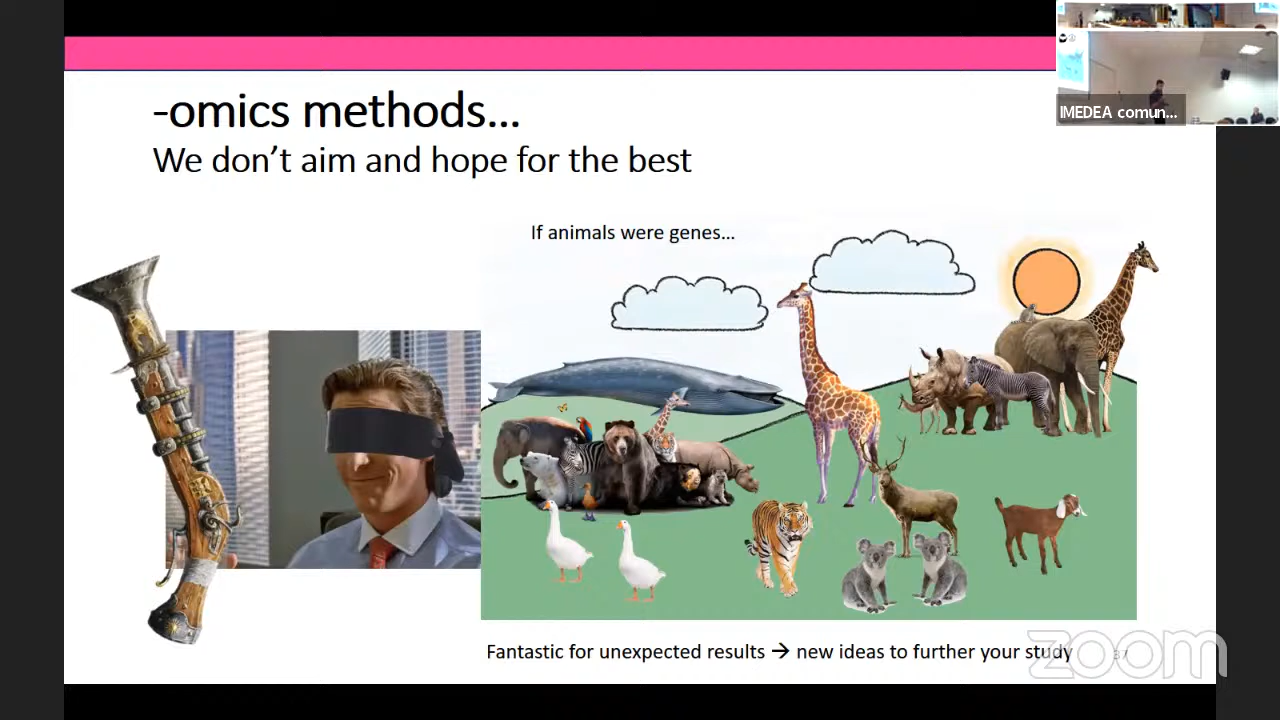 IMEDEA comun...
-omics methods...
We don't aim and hope for the best
If animals were genes...
Fantastic for unexpected results → new ideas to further your study
37
zoom